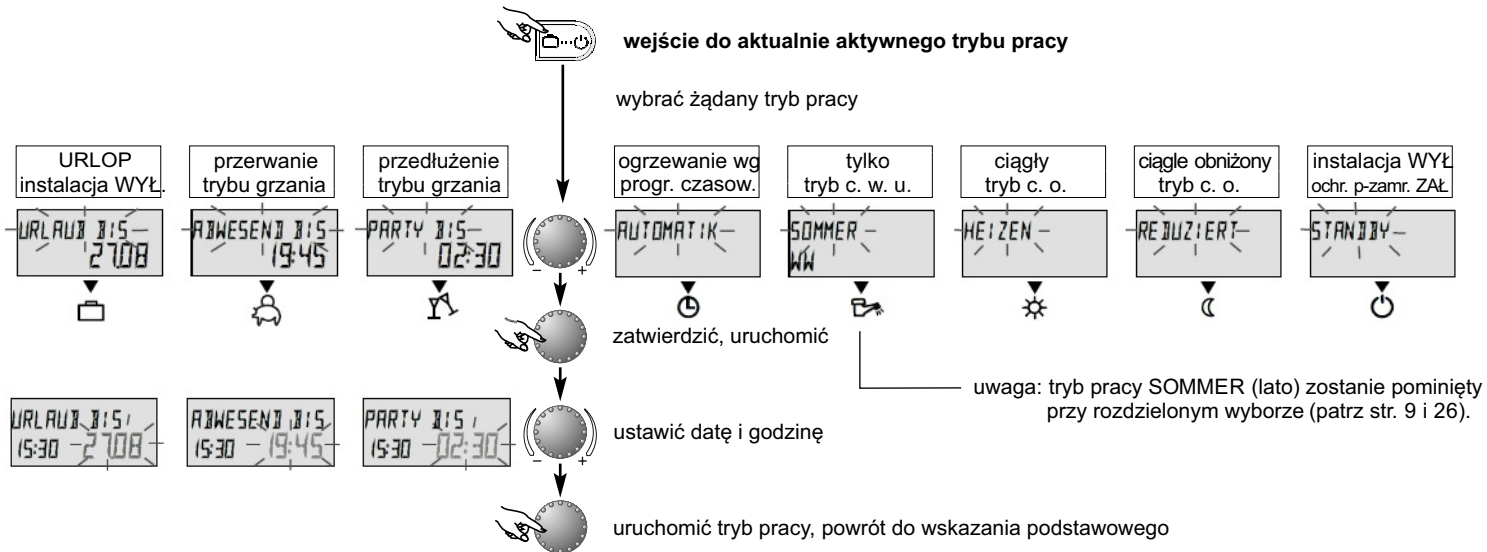 wejście do aktualnie aktywnego trybu pracy
wybrać żądany tryb pracy
URLOP
instalacja WYŁ.
przerwanie
trybu grzania
przedłużenie
trybu grzania
ogrzewanie wg
progr. czasow.
tylko
tryb c. w. u.
ciągły
tryb c. o.
ciągle obniżony
tryb c. o.
instalacja WYŁ
ochr. p-zamr. ZAŁ
URLAUB BIS
27.08
ABWESEND BIS
19:45
PARTY BIS
02:30
- +
AUTOMATIK
SOMMER
WW
HEIZEN
REDUZIERT
STANDBY
zatwierdzić, uruchomić
uwaga: tryb pracy SOMMER (lato) zostanie pominięty
przy rozdzielonym wyborze (patrz str. 9 i 26).
URLAUB BIS
15:30 27.08
ABWESEND BIS
15:30 19:45
PARTY BIS
15:30 02:30
- +
ustawić datę i godzinę
uruchomić tryb pracy, powrót do wskazania podstawowego